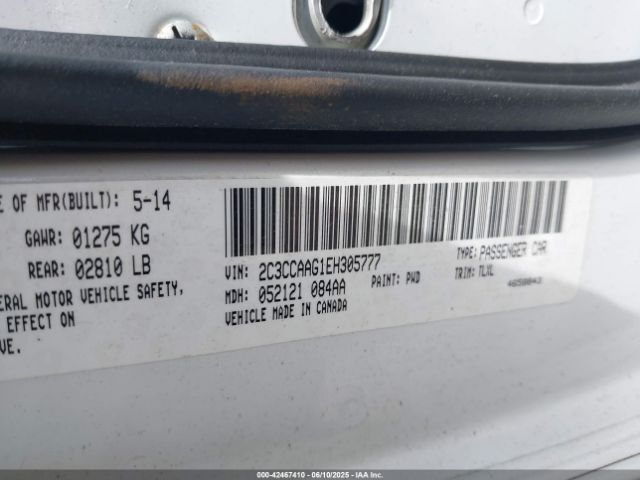 E OF MFR(BUILT): 5-14
GAWR: 01275 KG
REAR: 02810 LB
ERAL MOTOR VEHICLE SAFETY,
EFFECT ON
VE.
VIN: 2C3CCAAG1EH305777
TYPE: PASSENGER CAR
MDH: 052121 084AA
PAINT: PWD
TRIM: TLXL
VEHICLE MADE IN CANADA
000-42467410 - 06/10/2025 - IAAI.COM